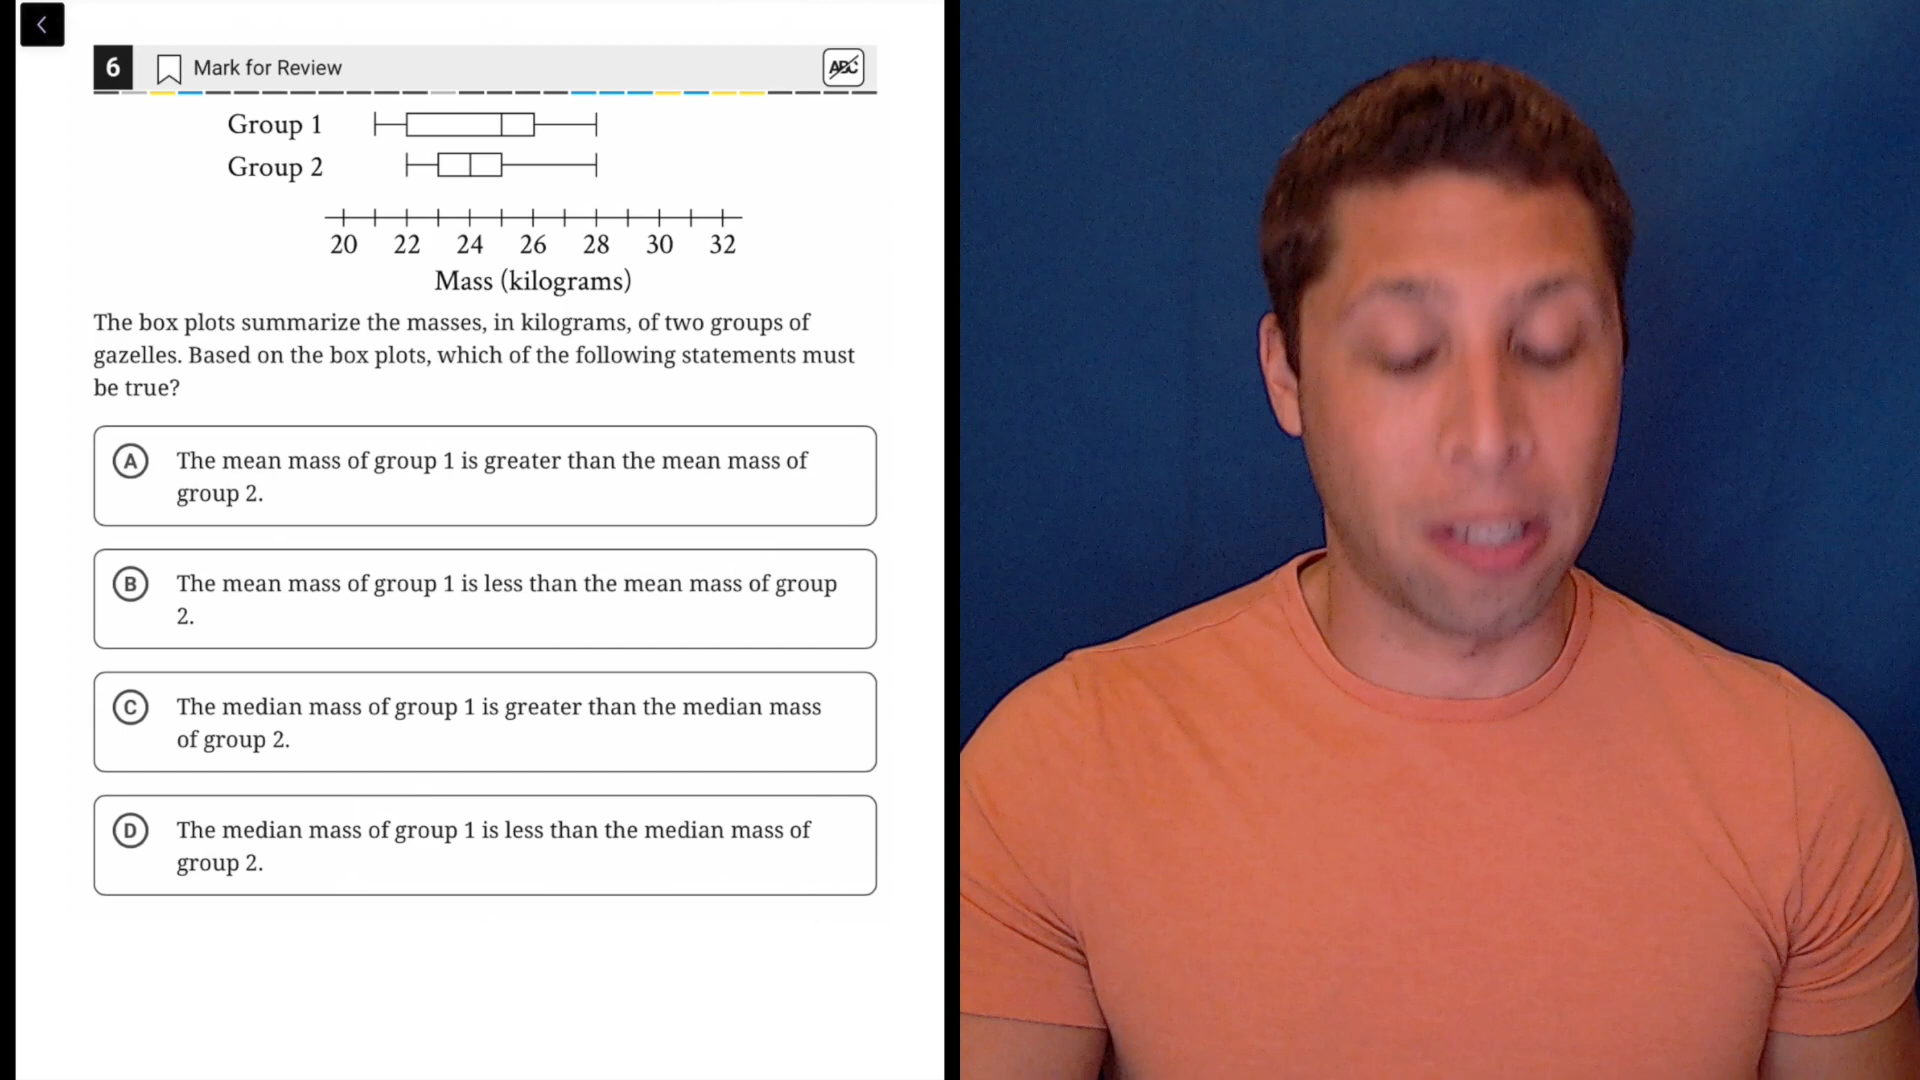 6 Mark for Review ABC
Group 1
Group 2
20 22 24 26 28 30 32
Mass (kilograms)
The box plots summarize the masses, in kilograms, of two groups of
gazelles. Based on the box plots, which of the following statements must
be true?
A The mean mass of group 1 is greater than the mean mass of
group 2.
B The mean mass of group 1 is less than the mean mass of group
2.
C The median mass of group 1 is greater than the median mass
of group 2.
D The median mass of group 1 is less than the median mass of
group 2.